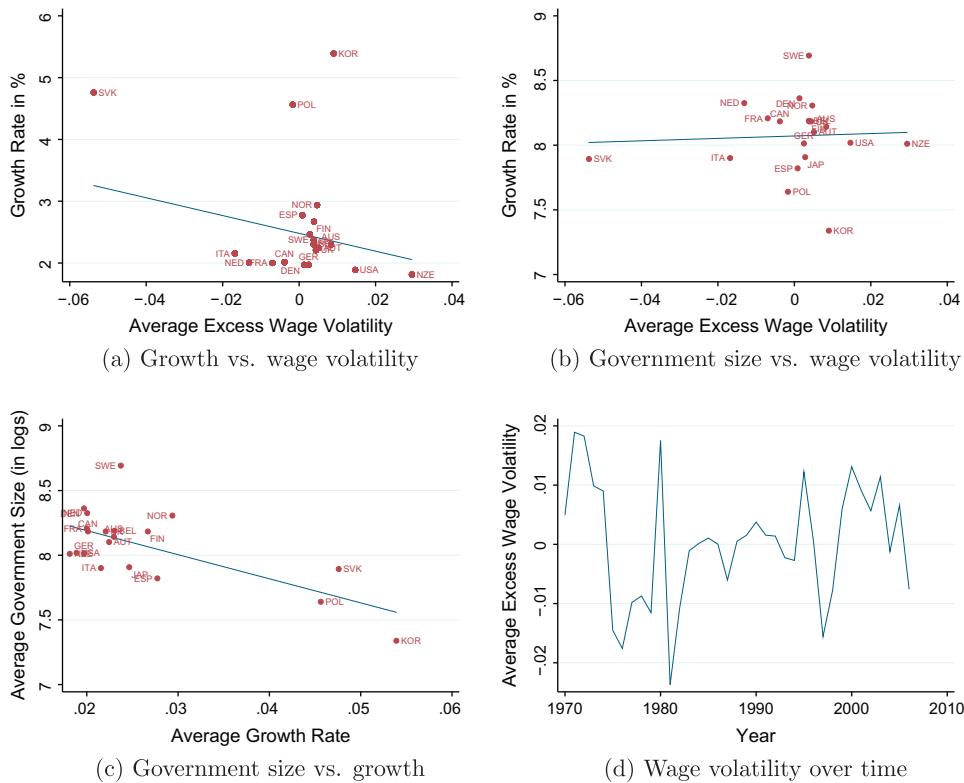 Growth Rate in %
6
5
4
3
2
KOR
SVK
POL
NOR
ESP
FIN
SWE
AUS
AUT
ITA
CAN
GER
NED
FRA
DEN
USA
NZE
-.06 -.04 -.02 0 .02 .04
Average Excess Wage Volatility
(a) Growth vs. wage volatility
Growth Rate in %
9
8.5
8
7.5
7
SWE
DEN
NED
NOR
CAN
FRA
AUS
FIN
AUT
GER
USA
NZE
SVK
ITA
JAP
ESP
POL
KOR
-.06 -.04 -.02 0 .02 .04
Average Excess Wage Volatility
(b) Government size vs. wage volatility
Average Government Size (in logs)
9
8.5
8
7.5
7
SWE
DEN
NED
NOR
CAN
FRA
AUS
BEL
FIN
AUT
GER
USA
ITA
JAP
ESP
SVK
POL
KOR
.02 .03 .04 .05 .06
Average Growth Rate
(c) Government size vs. growth
Average Excess Wage Volatility
.02
.01
0
-.01
-.02
1970 1980 1990 2000 2010
Year
(d) Wage volatility over time